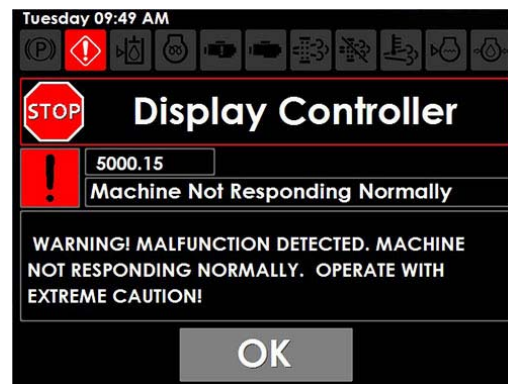 Tuesday 09:49 AM
(P)
STOP
Display Controller
5000.15
Machine Not Responding Normally
WARNING! MALFUNCTION DETECTED. MACHINE
NOT RESPONDING NORMALLY. OPERATE WITH
EXTREME CAUTION!
OK